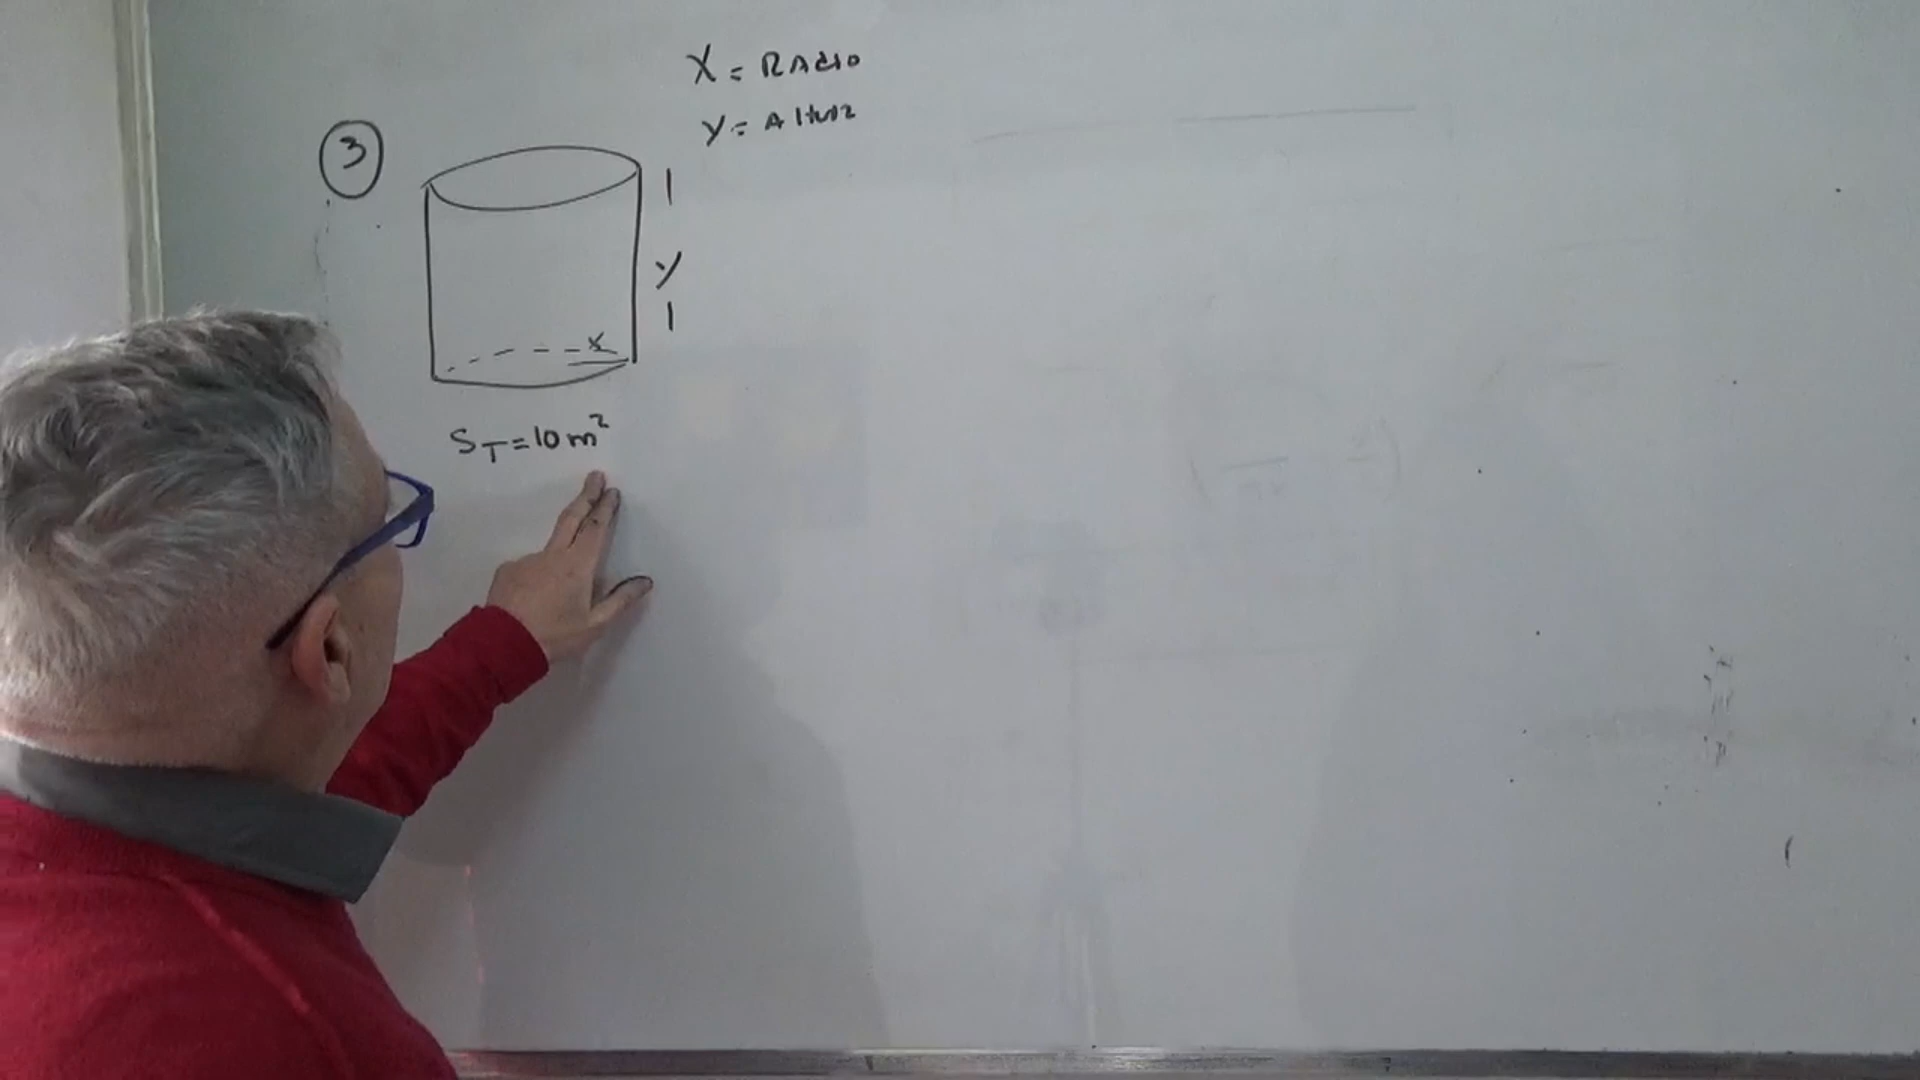 X = RADIO
Y = Altura
3
Y
X
S_T = 10 m²